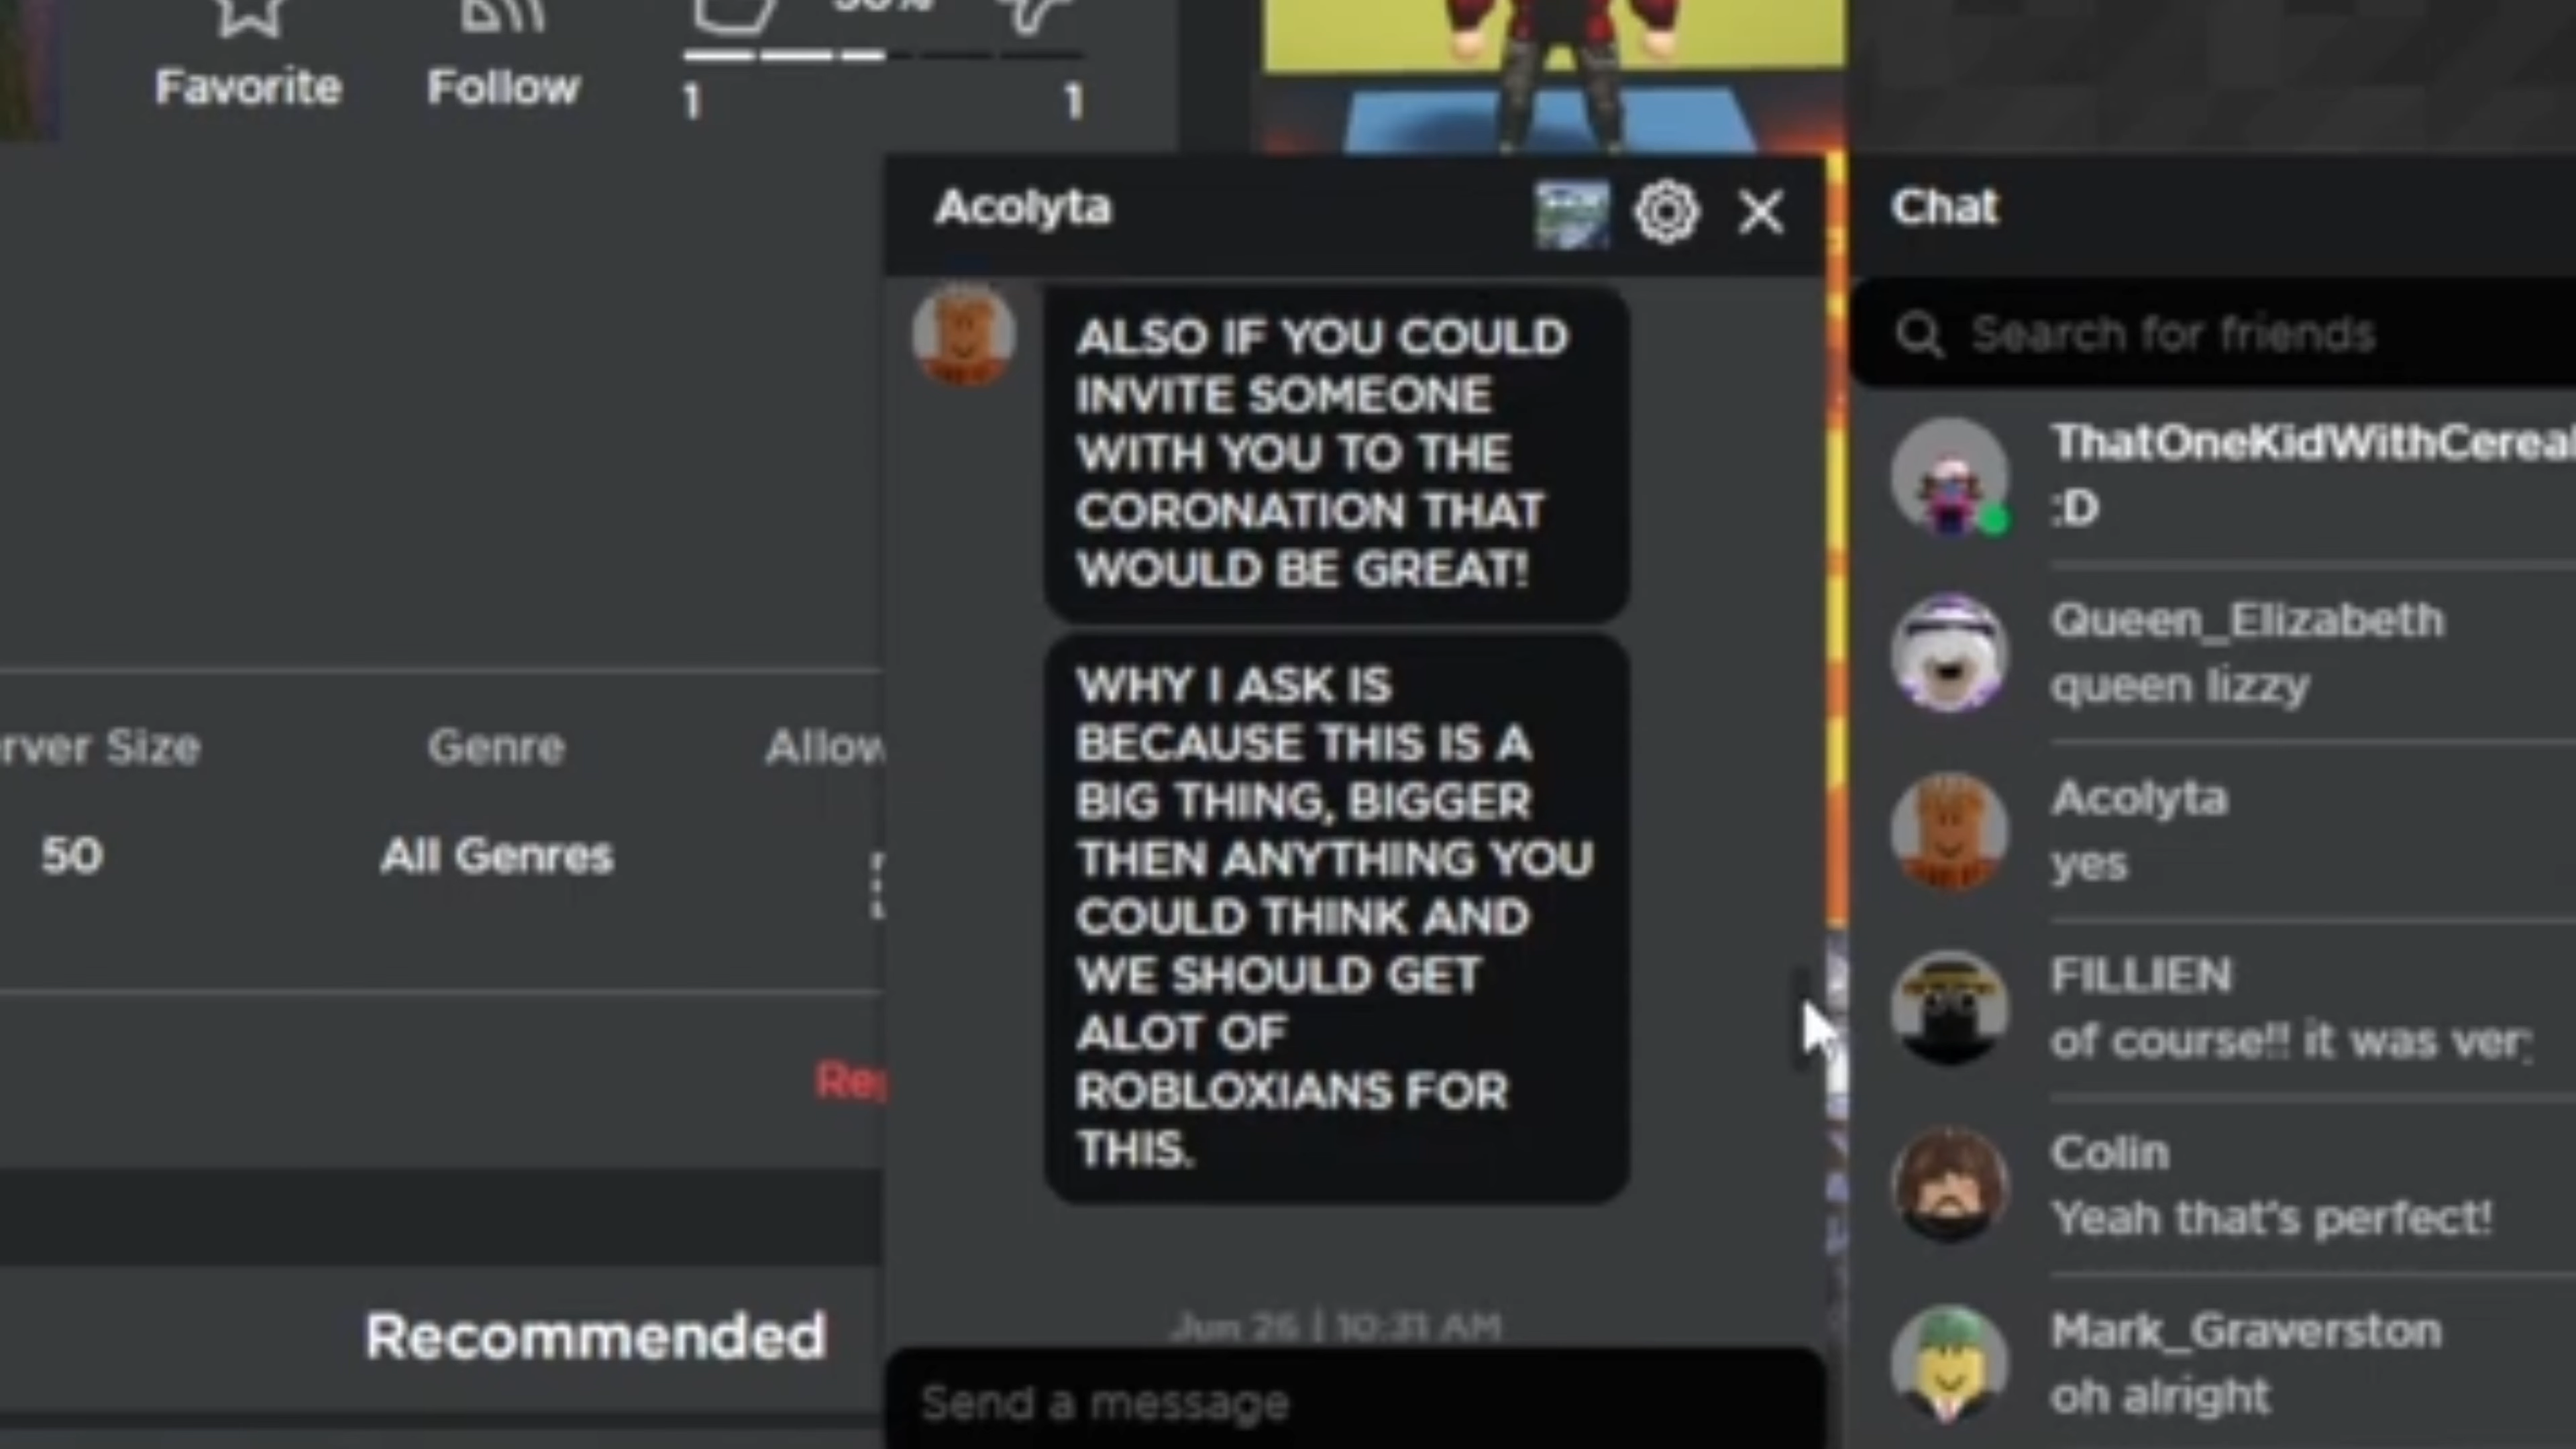 Favorite
Follow
1
1
Acolyta
Chat
ALSO IF YOU COULD
INVITE SOMEONE
WITH YOU TO THE
CORONATION THAT
WOULD BE GREAT!
WHY I ASK IS
BECAUSE THIS IS A
BIG THING, BIGGER
THEN ANYTHING YOU
COULD THINK AND
WE SHOULD GET
ALOT OF
ROBLOXIANS FOR
THIS.
Jun 26 | 10:31 AM
Send a message
Search for friends
ThatOneKidWithCereal
:D
Queen_Elizabeth
queen lizzy
Acolyta
yes
FILLIEN
of course!! it was ver
Colin
Yeah that's perfect!
Mark_Graverston
oh alright
rver Size
Genre
Allow
50
All Genres
Rep
Recommended